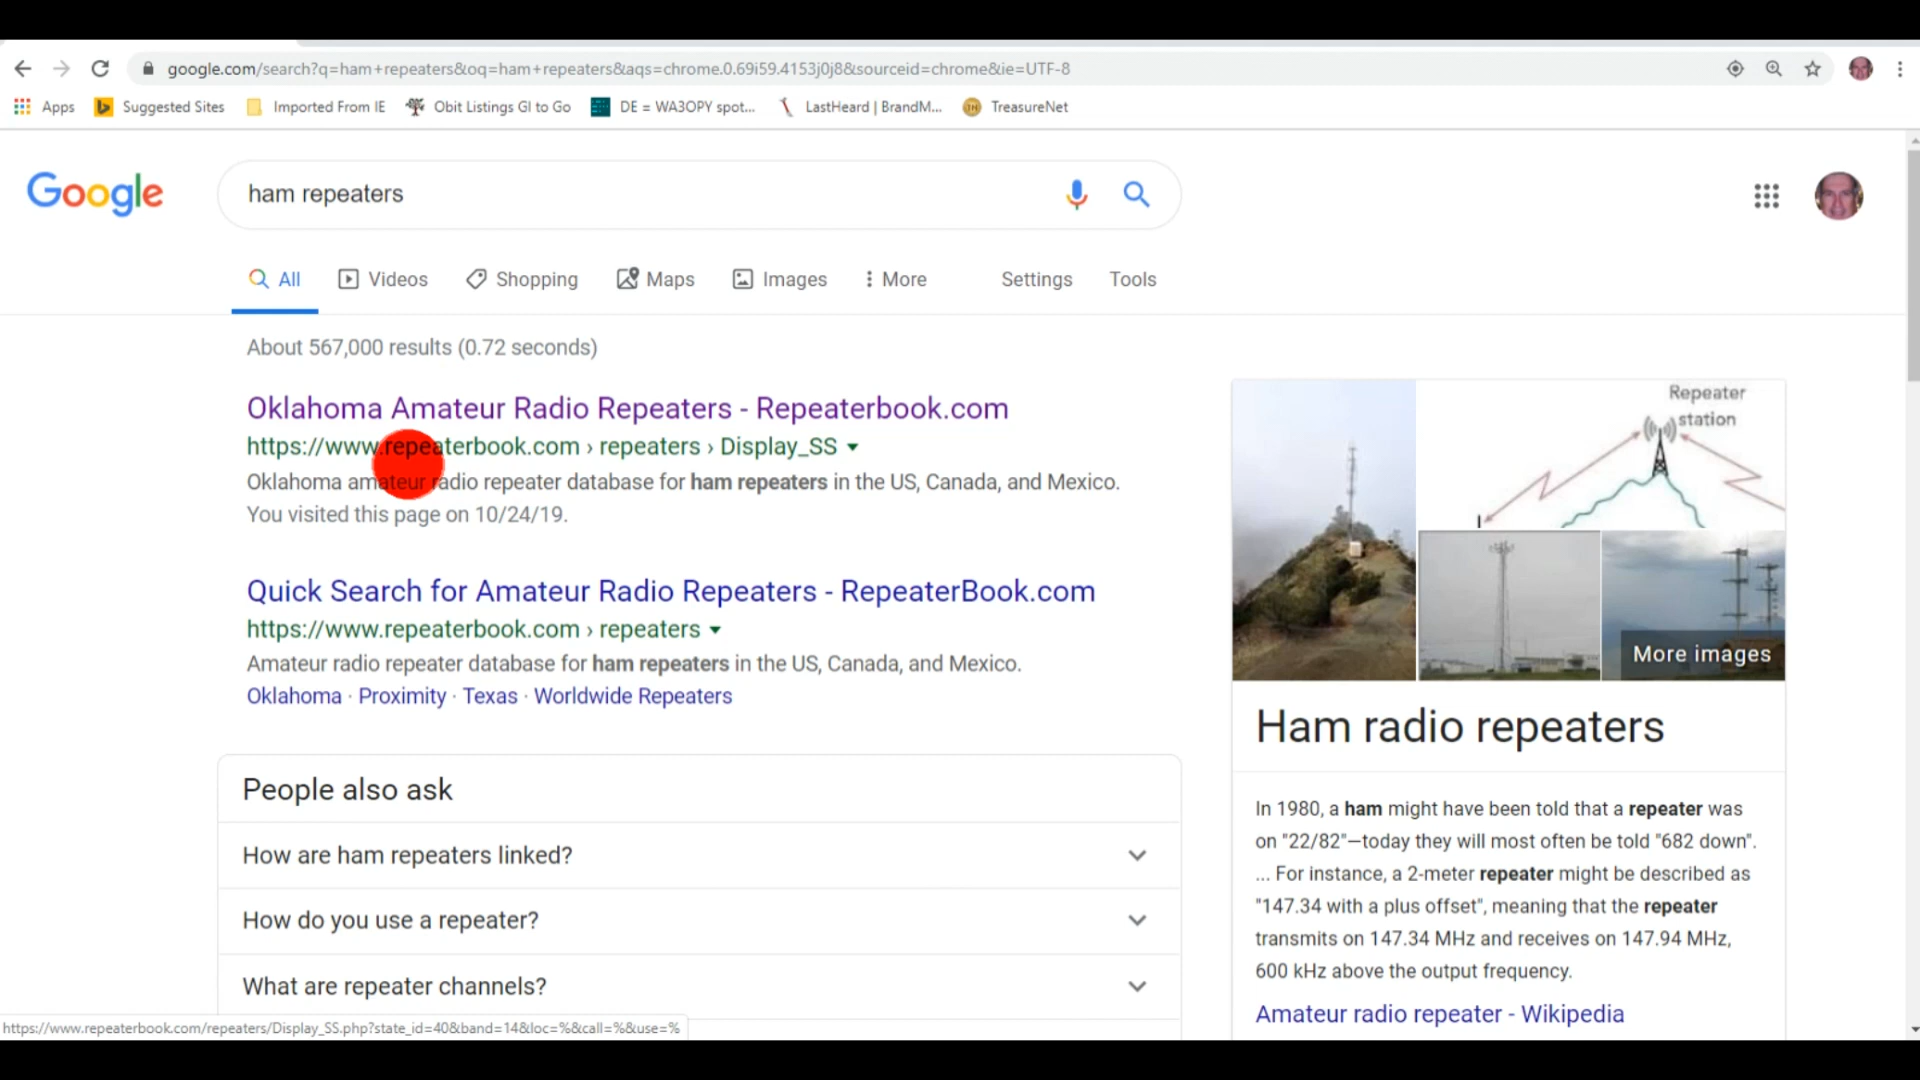 google.com/search?q=ham+repeaters&oq=ham+repeaters&aqs=chrome.0.69i59.4153j0j8&sourceid=chrome&ie=UTF-8
Apps Suggested Sites Imported From IE Obit Listings GI to Go DE = WA3OPY spot... LastHeard | BrandM... TreasureNet
Google
ham repeaters
All Videos Shopping Maps Images More Settings Tools
About 567,000 results (0.72 seconds)
Oklahoma Amateur Radio Repeaters - Repeaterbook.com
https://www.repeaterbook.com › repeaters › Display_SS
Oklahoma amateur radio repeater database for ham repeaters in the US, Canada, and Mexico.
You visited this page on 10/24/19.
Quick Search for Amateur Radio Repeaters - RepeaterBook.com
https://www.repeaterbook.com › repeaters
Amateur radio repeater database for ham repeaters in the US, Canada, and Mexico.
Oklahoma · Proximity · Texas · Worldwide Repeaters
People also ask
How are ham repeaters linked?
How do you use a repeater?
What are repeater channels?
https://www.repeaterbook.com/repeaters/Display_SS.php?state_id=40&band=14&loc=%&call=%&use=%
Repeater
station
More images
Ham radio repeaters
In 1980, a ham might have been told that a repeater was
on "22/82"—today they will most often be told "682 down".
... For instance, a 2-meter repeater might be described as
"147.34 with a plus offset", meaning that the repeater
transmits on 147.34 MHz and receives on 147.94 MHz,
600 kHz above the output frequency.
Amateur radio repeater - Wikipedia